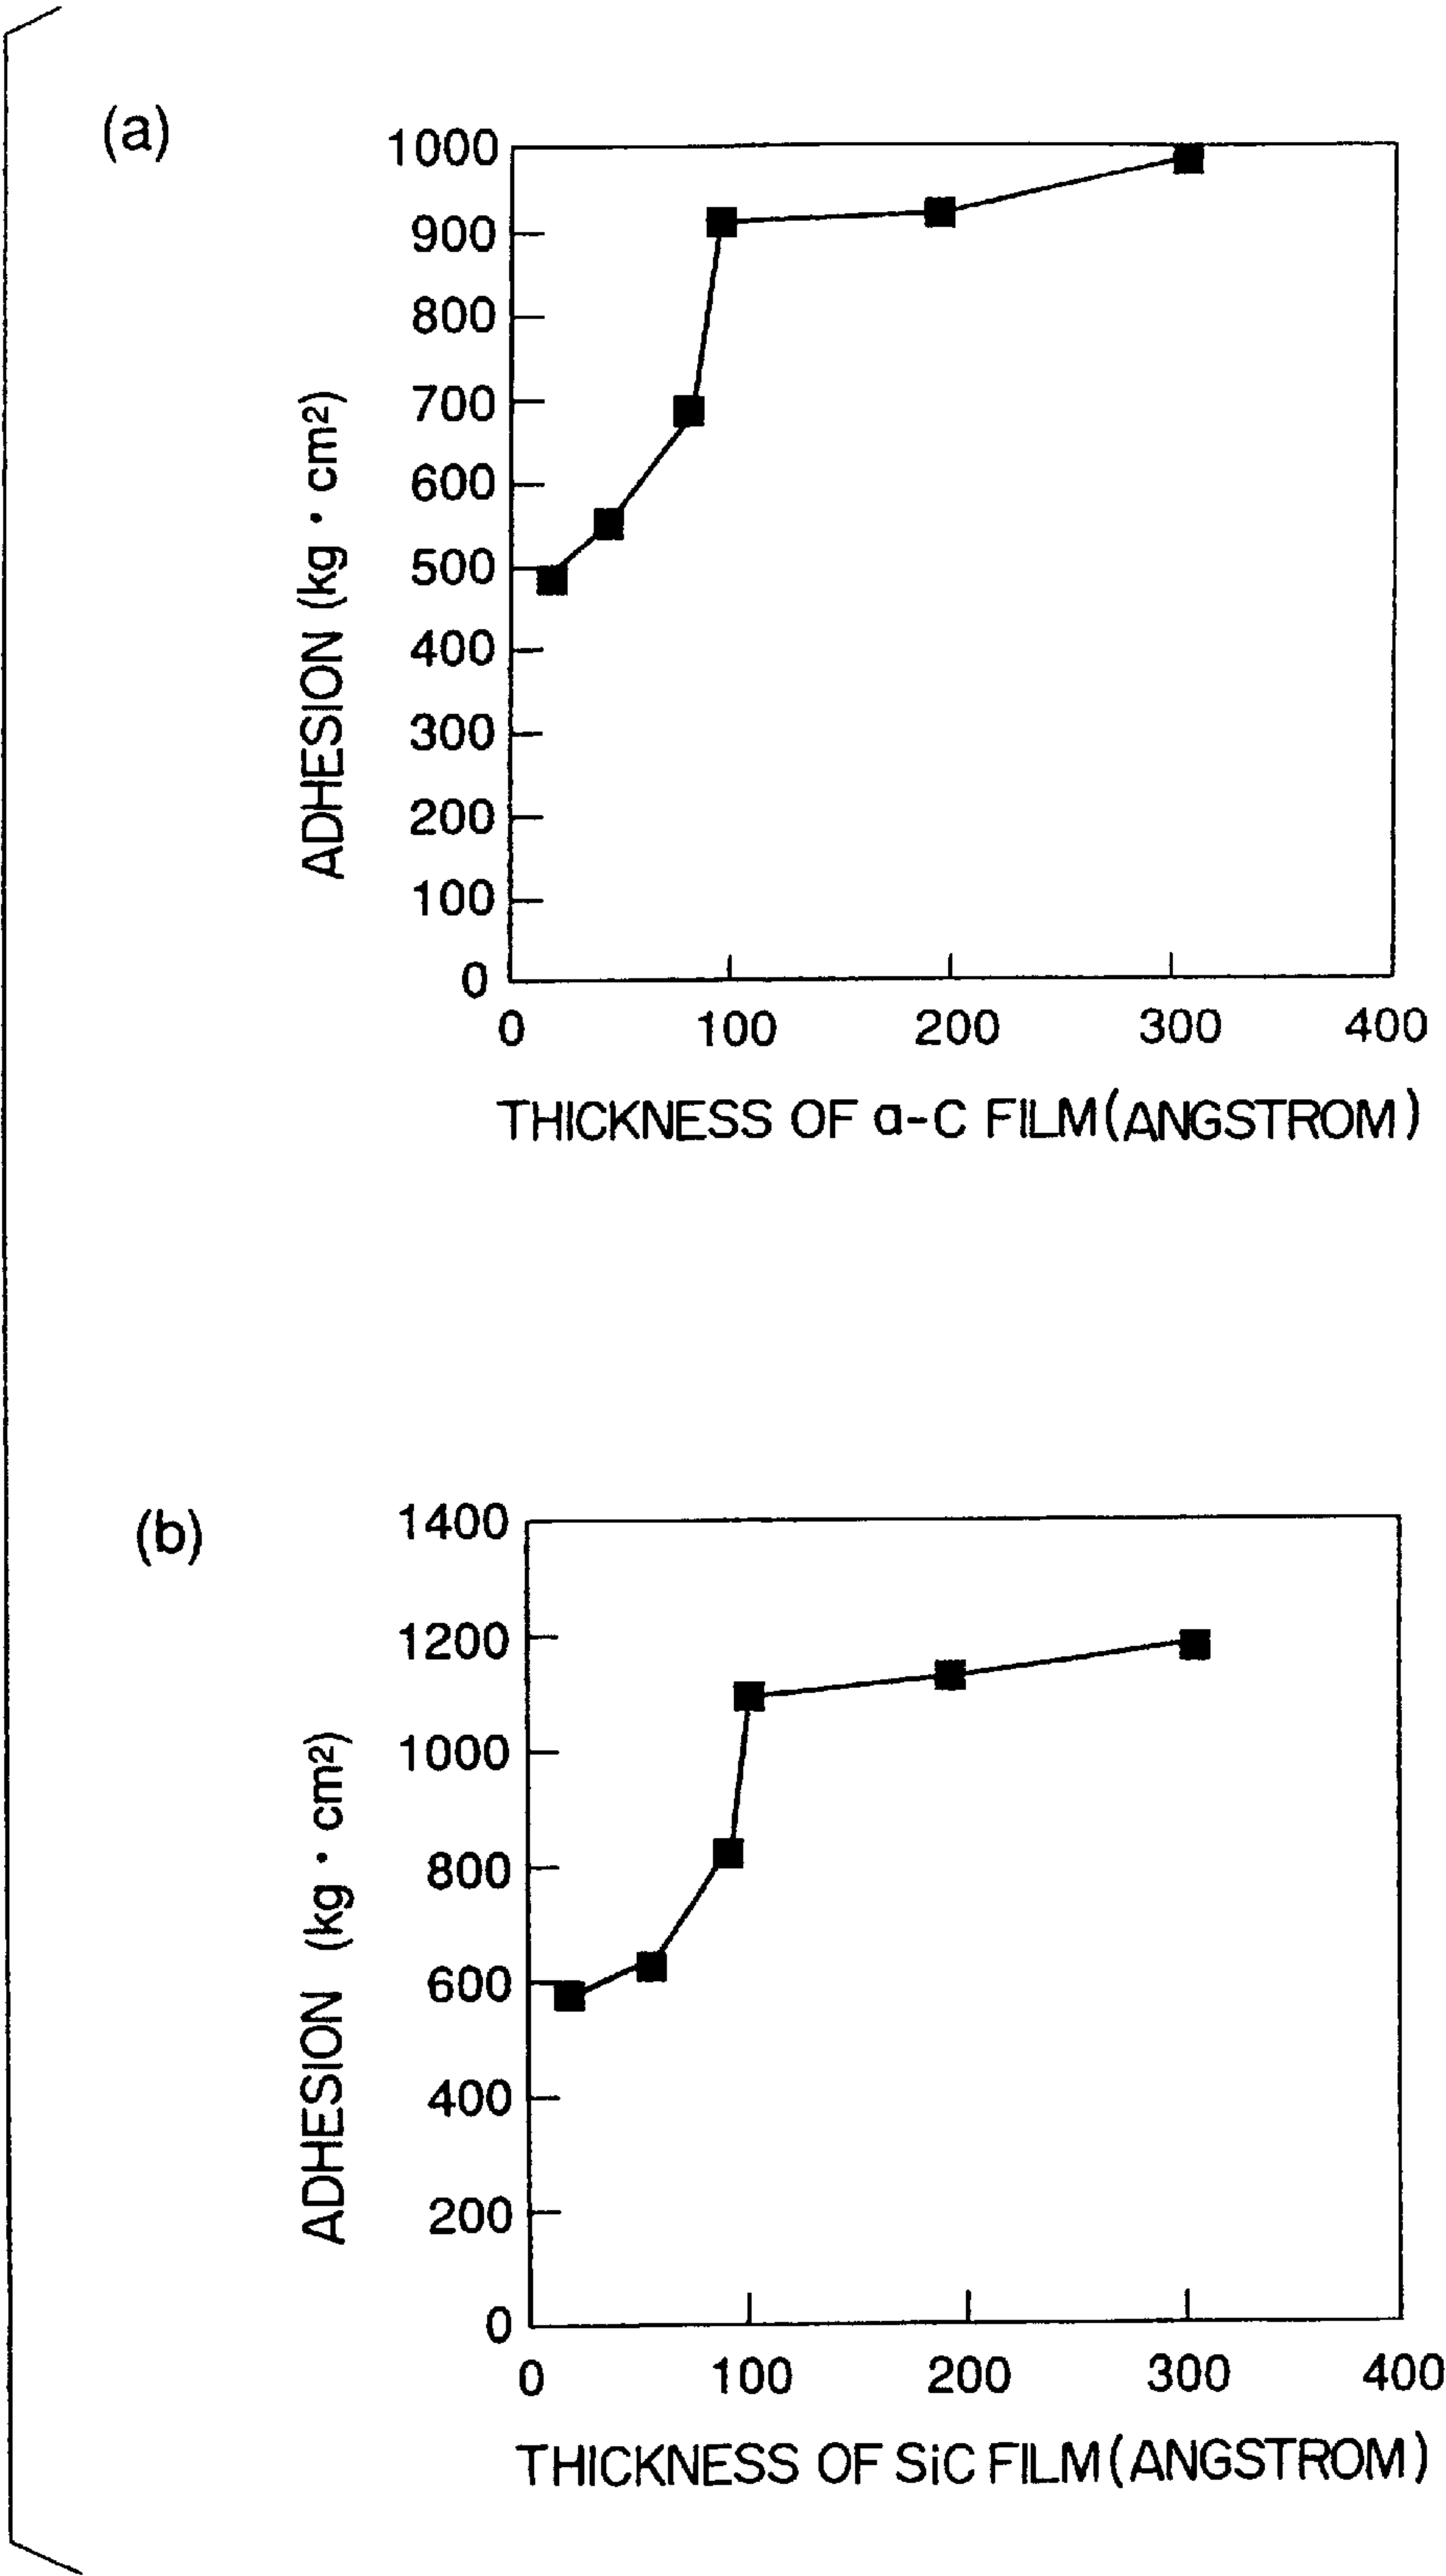 (a)
1000
900
800
700
600
500
400
300
200
100
0
ADHESION (kg・cm²)
0 100 200 300 400
THICKNESS OF a-C FILM(ANGSTROM)
(b)
1400
1200
1000
800
600
400
200
0
ADHESION (kg・cm²)
0 100 200 300 400
THICKNESS OF SiC FILM(ANGSTROM)